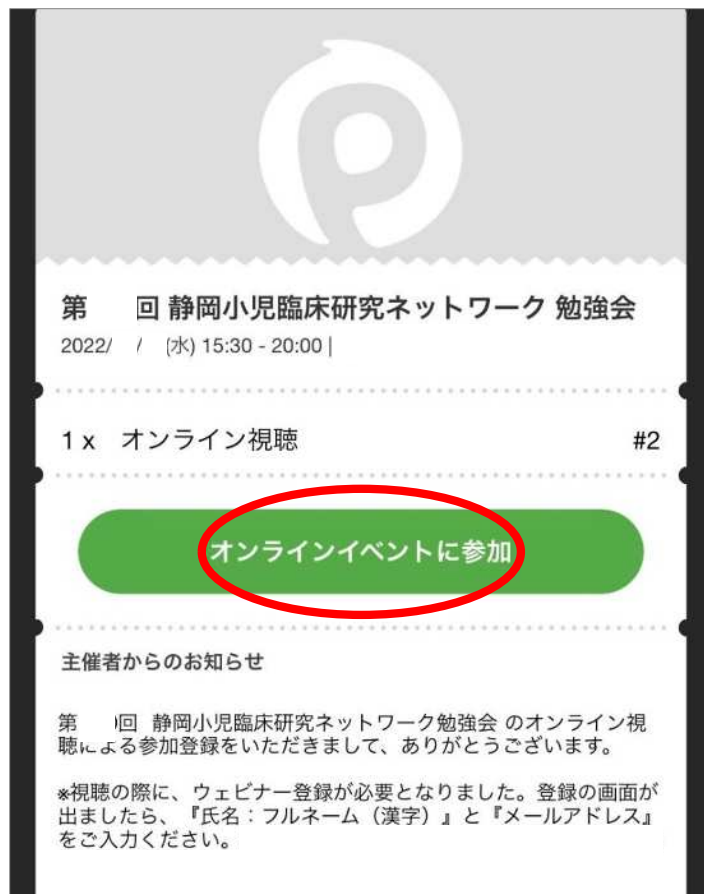 第 回 静岡小児臨床研究ネットワーク 勉強会
2022/ / (水) 15:30 - 20:00 |
1 x オンライン視聴 #2
オンラインイベントに参加
主催者からのお知らせ
第 回 静岡小児臨床研究ネットワーク勉強会 のオンライン視
聴による参加登録をいただきまして、ありがとうございます。
※視聴の際に、ウェビナー登録が必要となりました。登録の画面が
出ましたら、『氏名：フルネーム（漢字）』と『メールアドレス』
をご入力ください。